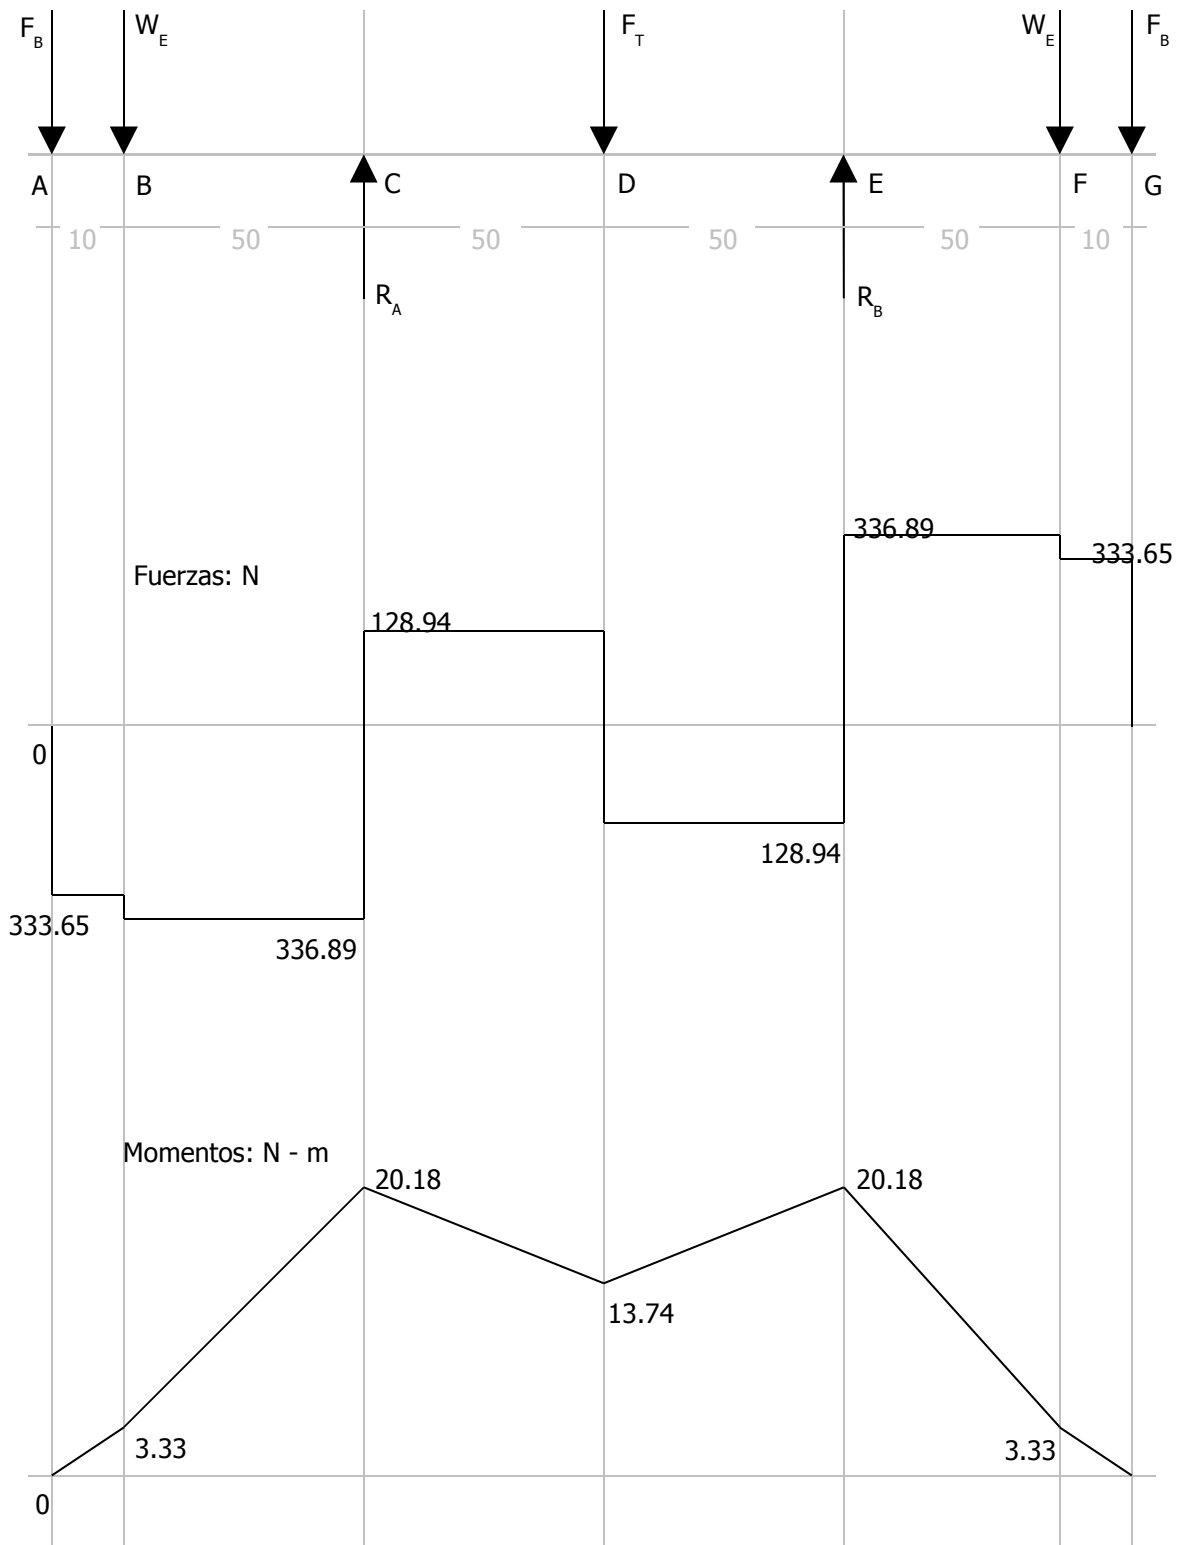 F_B W_E F_T W_E F_B
A B C D E F G
10 50 50 50 50 10
R_A R_B
336.89
333.65
Fuerzas: N
128.94
0
128.94
333.65
336.89
Momentos: N - m
20.18 20.18
13.74
3.33 3.33
0